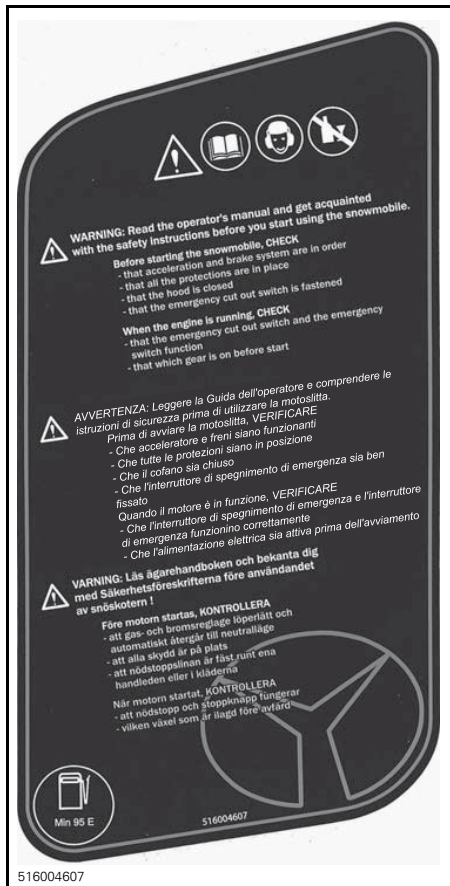 WARNING: Read the operator's manual and get acquainted
with the safety instructions before you start using the snowmobile.
Before starting the snowmobile, CHECK
- that acceleration and brake system are in order
- that all the protections are in place
- that the hood is closed
- that the emergency cut out switch is fastened
When the engine is running, CHECK
- that the emergency cut out switch and the emergency
switch function
- that which gear is on before start
AVVERTENZA: Leggere la Guida dell'operatore e comprendere le
istruzioni di sicurezza prima di utilizzare la motoslitta.
Prima di avviare la motoslitta, VERIFICARE
- Che acceleratore e freni siano funzionanti
- Che tutte le protezioni siano in posizione
- Che il cofano sia chiuso
- Che l'interruttore di spegnimento di emergenza sia ben
fissato
Quando il motore è in funzione, VERIFICARE
- Che l'interruttore di spegnimento di emergenza e l'interruttore
di emergenza funzionino correttamente
- Che l'alimentazione elettrica sia attiva prima dell'avviamento
VARNING: Läs ägarehandboken och bekanta dig
med Säkerhetsföreskrifterna före användandet
av snöskotern !
Före motorn startas, KONTROLLERA
- att gas- och bromsreglage löperlätt och
automatiskt återgår till neutralläge
- att alla skydd är på plats
- att nödstoppslinan är fäst runt ena
handleden eller i kläderna
När motorn startat, KONTROLLERA
- att nödstopp och stoppknapp fungerar
- vilken växel som är ilagd före avfärd
Min 95 E
516004607
516004607